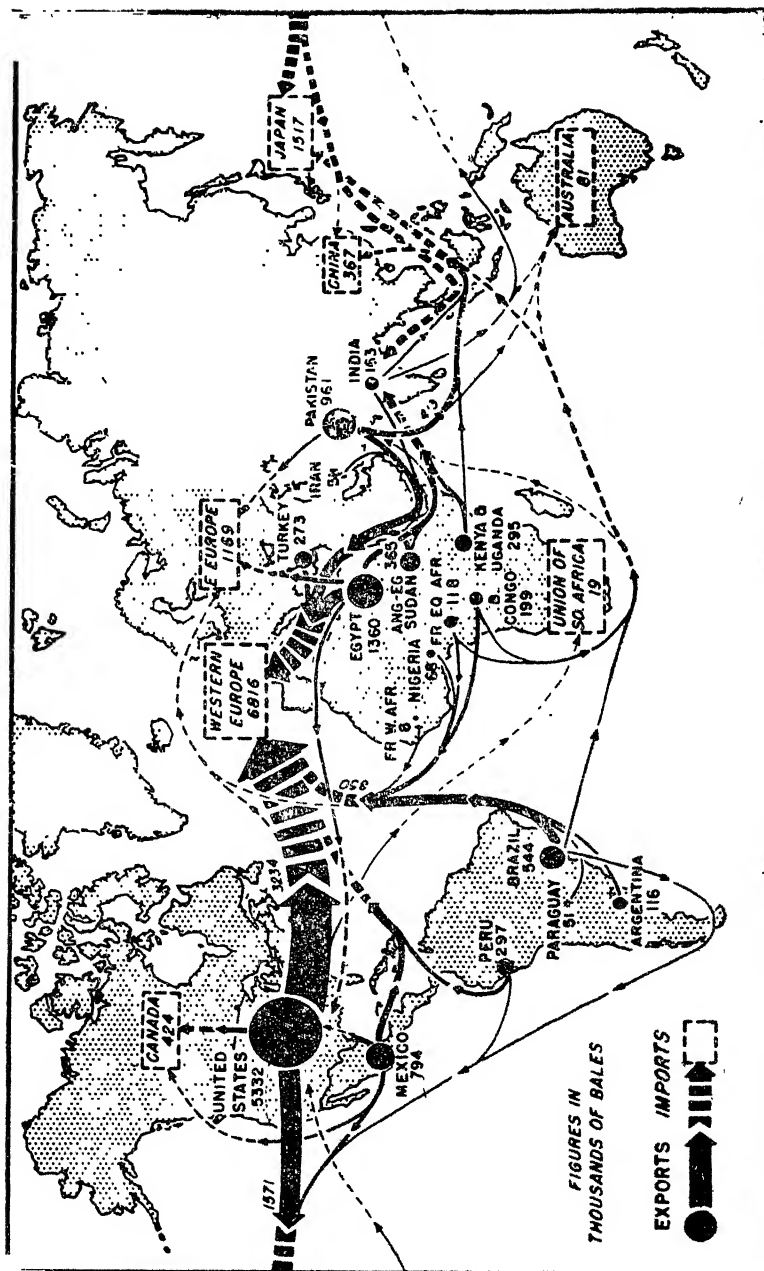 CANADA
424
UNITED
STATES
5332
1571
3234
MEXICO
794
PERU
297
BRAZIL
544
PARAGUAY
51
ARGENTINA
116
350
WESTERN
EUROPE
6816
E EUROPE
1169
TURKEY
273
IRAN
EGYPT
1360
ANG-EG
SUDAN
365
FR W. AFR.
NIGERIA
68
FR EQ AFR.
118
KENYA &
UGANDA
295
B.
CONGO
199
UNION OF
SO. AFRICA
19
PAKISTAN
961
INDIA
163
CHINA
367
JAPAN
1517
AUSTRALIA
81
FIGURES IN
THOUSANDS OF BALES
EXPORTS IMPORTS